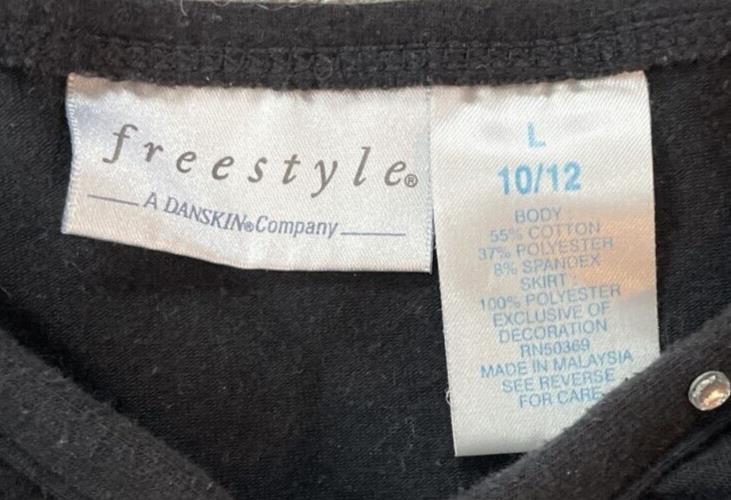 freestyle®
A DANSKIN® Company
L
10/12
BODY :
55% COTTON
37% POLYESTER
8% SPANDEX
SKIRT :
100% POLYESTER
EXCLUSIVE OF
DECORATION
RN50369
MADE IN MALAYSIA
SEE REVERSE
FOR CARE